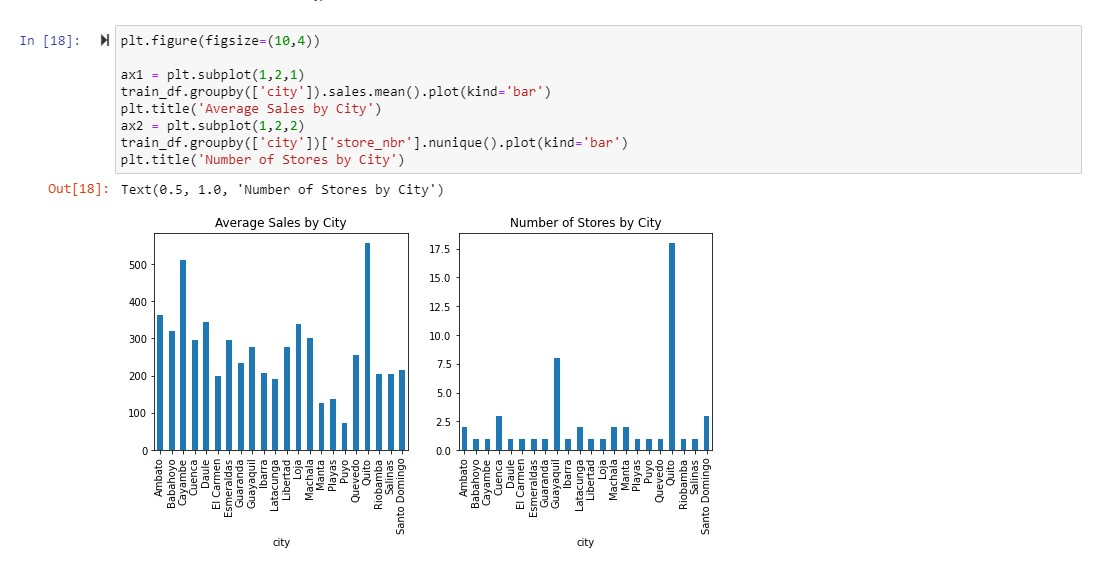 In [18]:
plt.figure(figsize=(10,4))
ax1 = plt.subplot(1,2,1)
train_df.groupby(['city']).sales.mean().plot(kind='bar')
plt.title('Average Sales by City')
ax2 = plt.subplot(1,2,2)
train_df.groupby(['city'])['store_nbr'].nunique().plot(kind='bar')
plt.title('Number of Stores by City')
Out[18]: Text(0.5, 1.0, 'Number of Stores by City')
Average Sales by City
500
400
300
200
100
0
Ambato
Babahoyo
Cayambe
Cuenca
Daule
El Carmen
Esmeraldas
Guaranda
Guayaquil
Ibarra
Latacunga
Libertad
Loja
Machala
Manta
Playas
Puyo
Quevedo
Quito
Riobamba
Salinas
Santo Domingo
city
Number of Stores by City
17.5
15.0
12.5
10.0
7.5
5.0
2.5
0.0
Ambato
Babahoyo
Cayambe
Cuenca
Daule
El Carmen
Esmeraldas
Guaranda
Guayaquil
Ibarra
Latacunga
Libertad
Loja
Machala
Manta
Playas
Puyo
Quevedo
Quito
Riobamba
Salinas
Santo Domingo
city